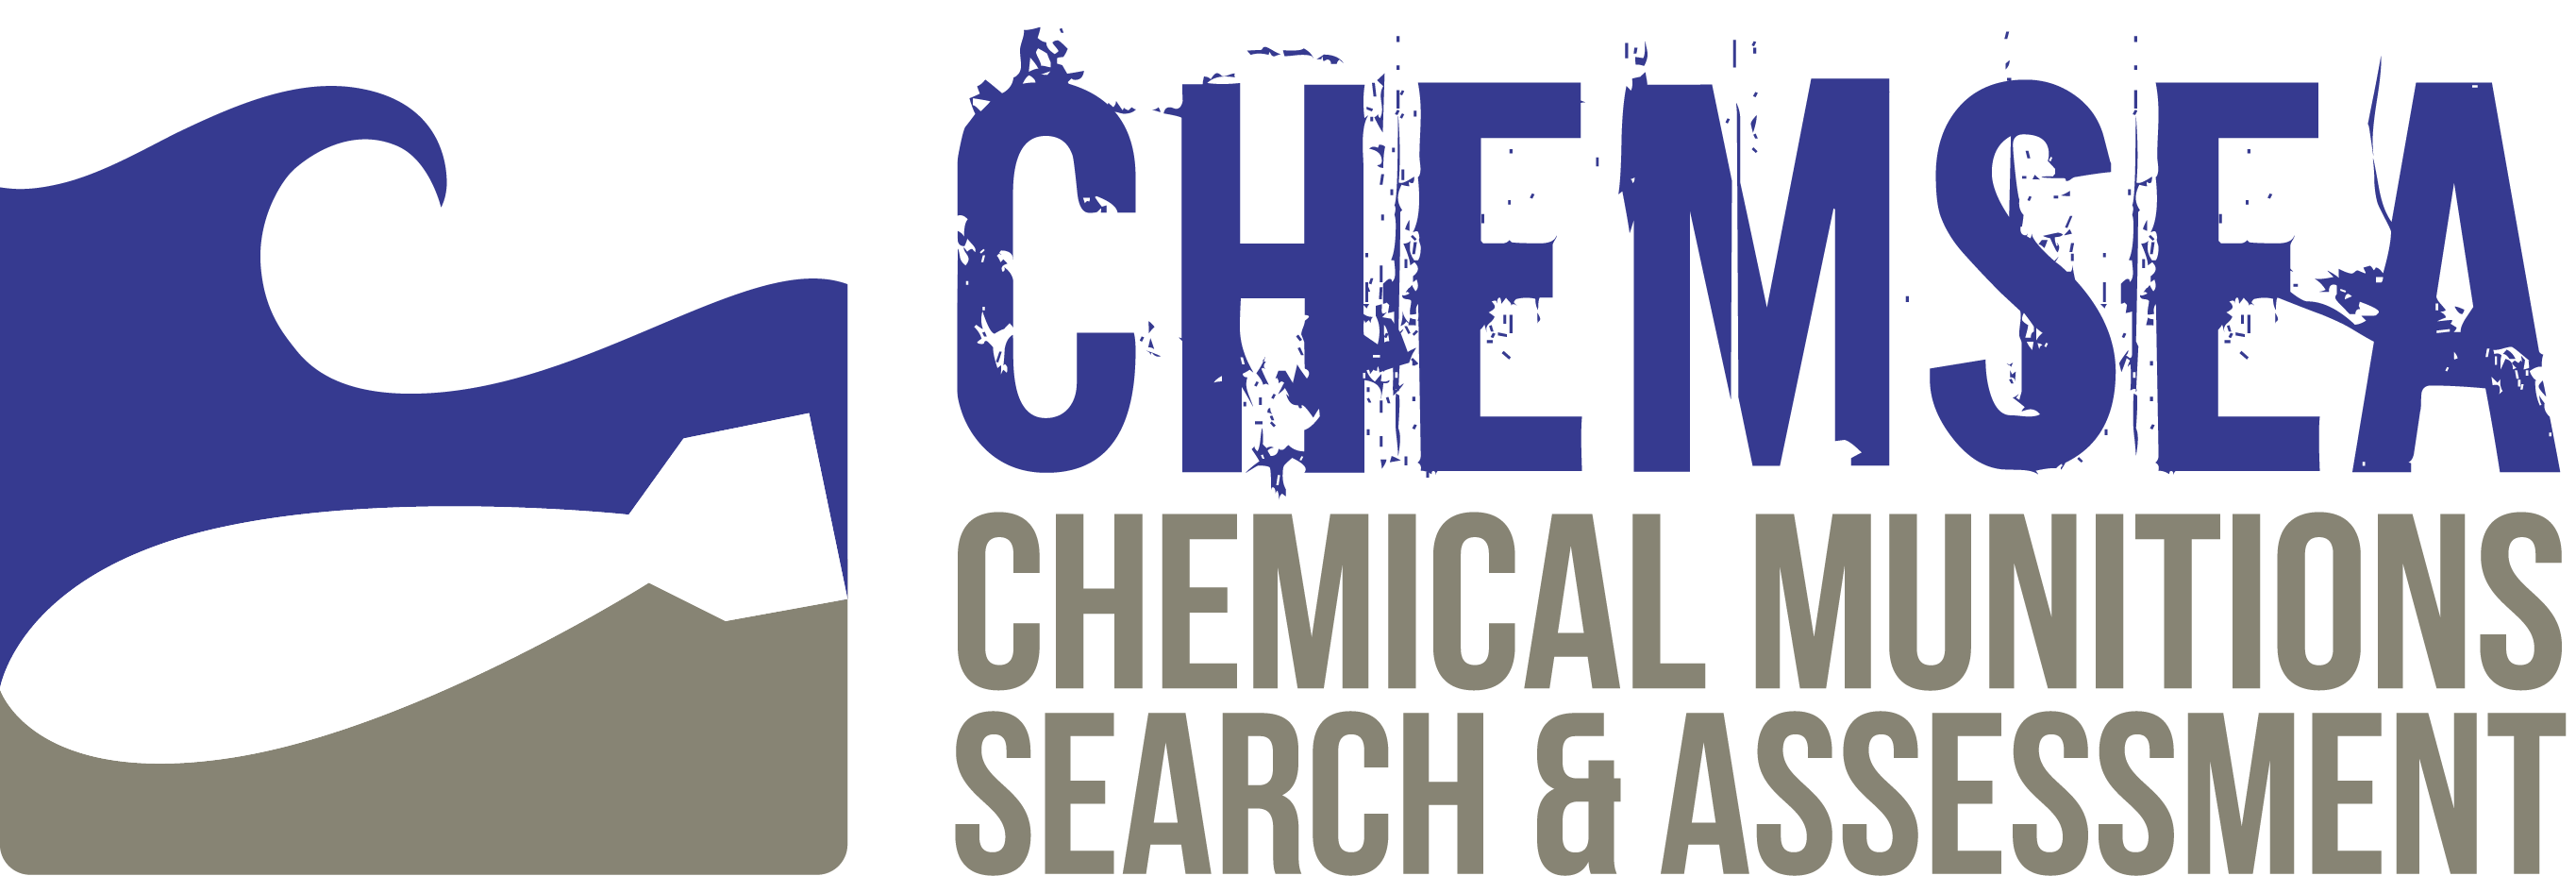 CHEMSEA
CHEMICAL MUNITIONS
SEARCH & ASSESSMENT